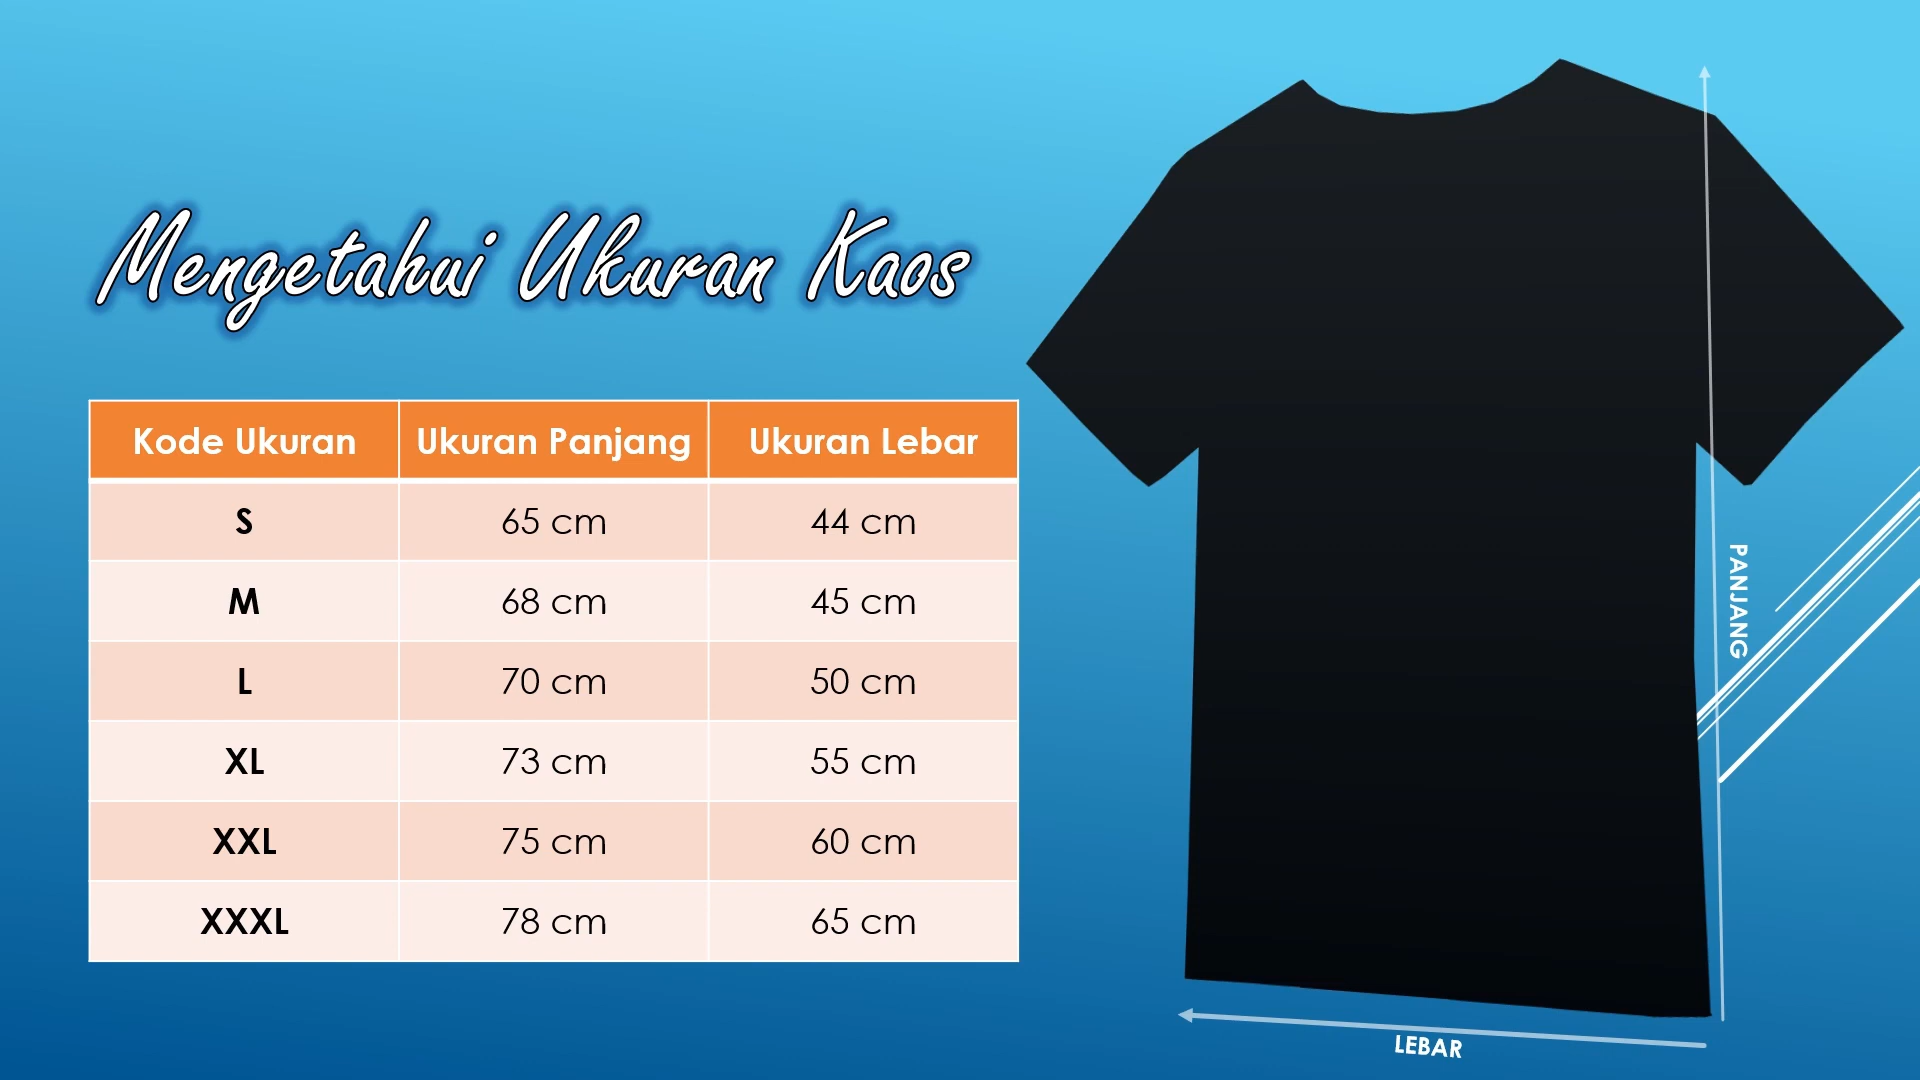 Mengetahui Ukuran Kaos
Kode Ukuran Ukuran Panjang Ukuran Lebar
S 65 cm 44 cm
M 68 cm 45 cm
L 70 cm 50 cm
XL 73 cm 55 cm
XXL 75 cm 60 cm
XXXL 78 cm 65 cm
PANJANG
LEBAR